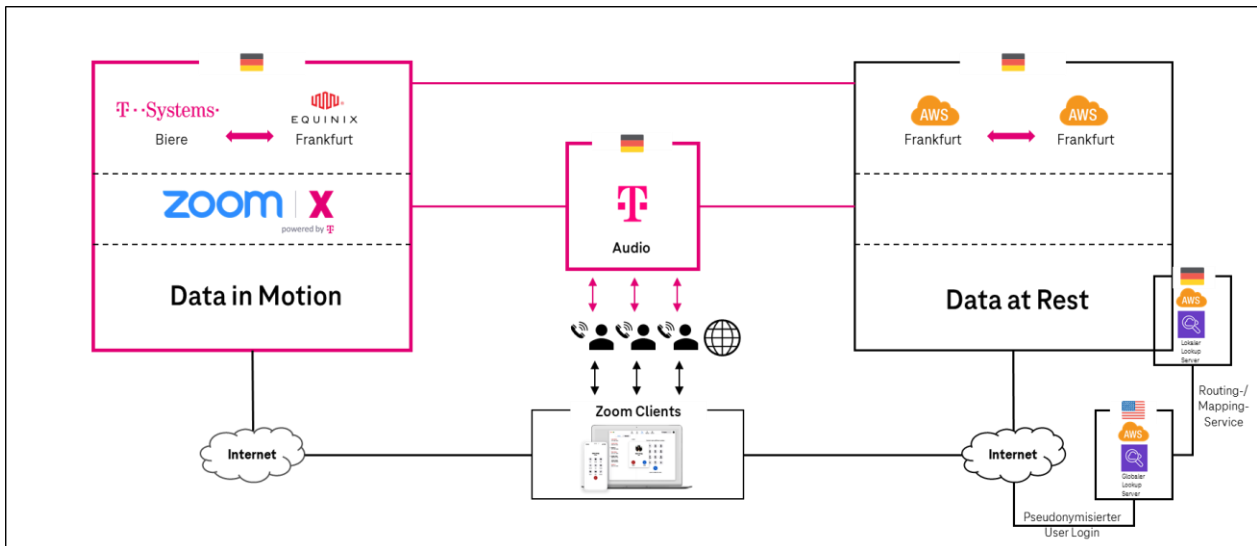 T··Systems·
Biere
EQUINIX
Frankfurt
zoom X
powered by T
Data in Motion
T
Audio
AWS
Frankfurt
AWS
Frankfurt
Data at Rest
AWS
Lokaler
Lookup
Server
Routing-/
Mapping-
Service
Zoom Clients
Internet
Internet
AWS
Globaler
Lookup
Server
Pseudonymisierter
User Login